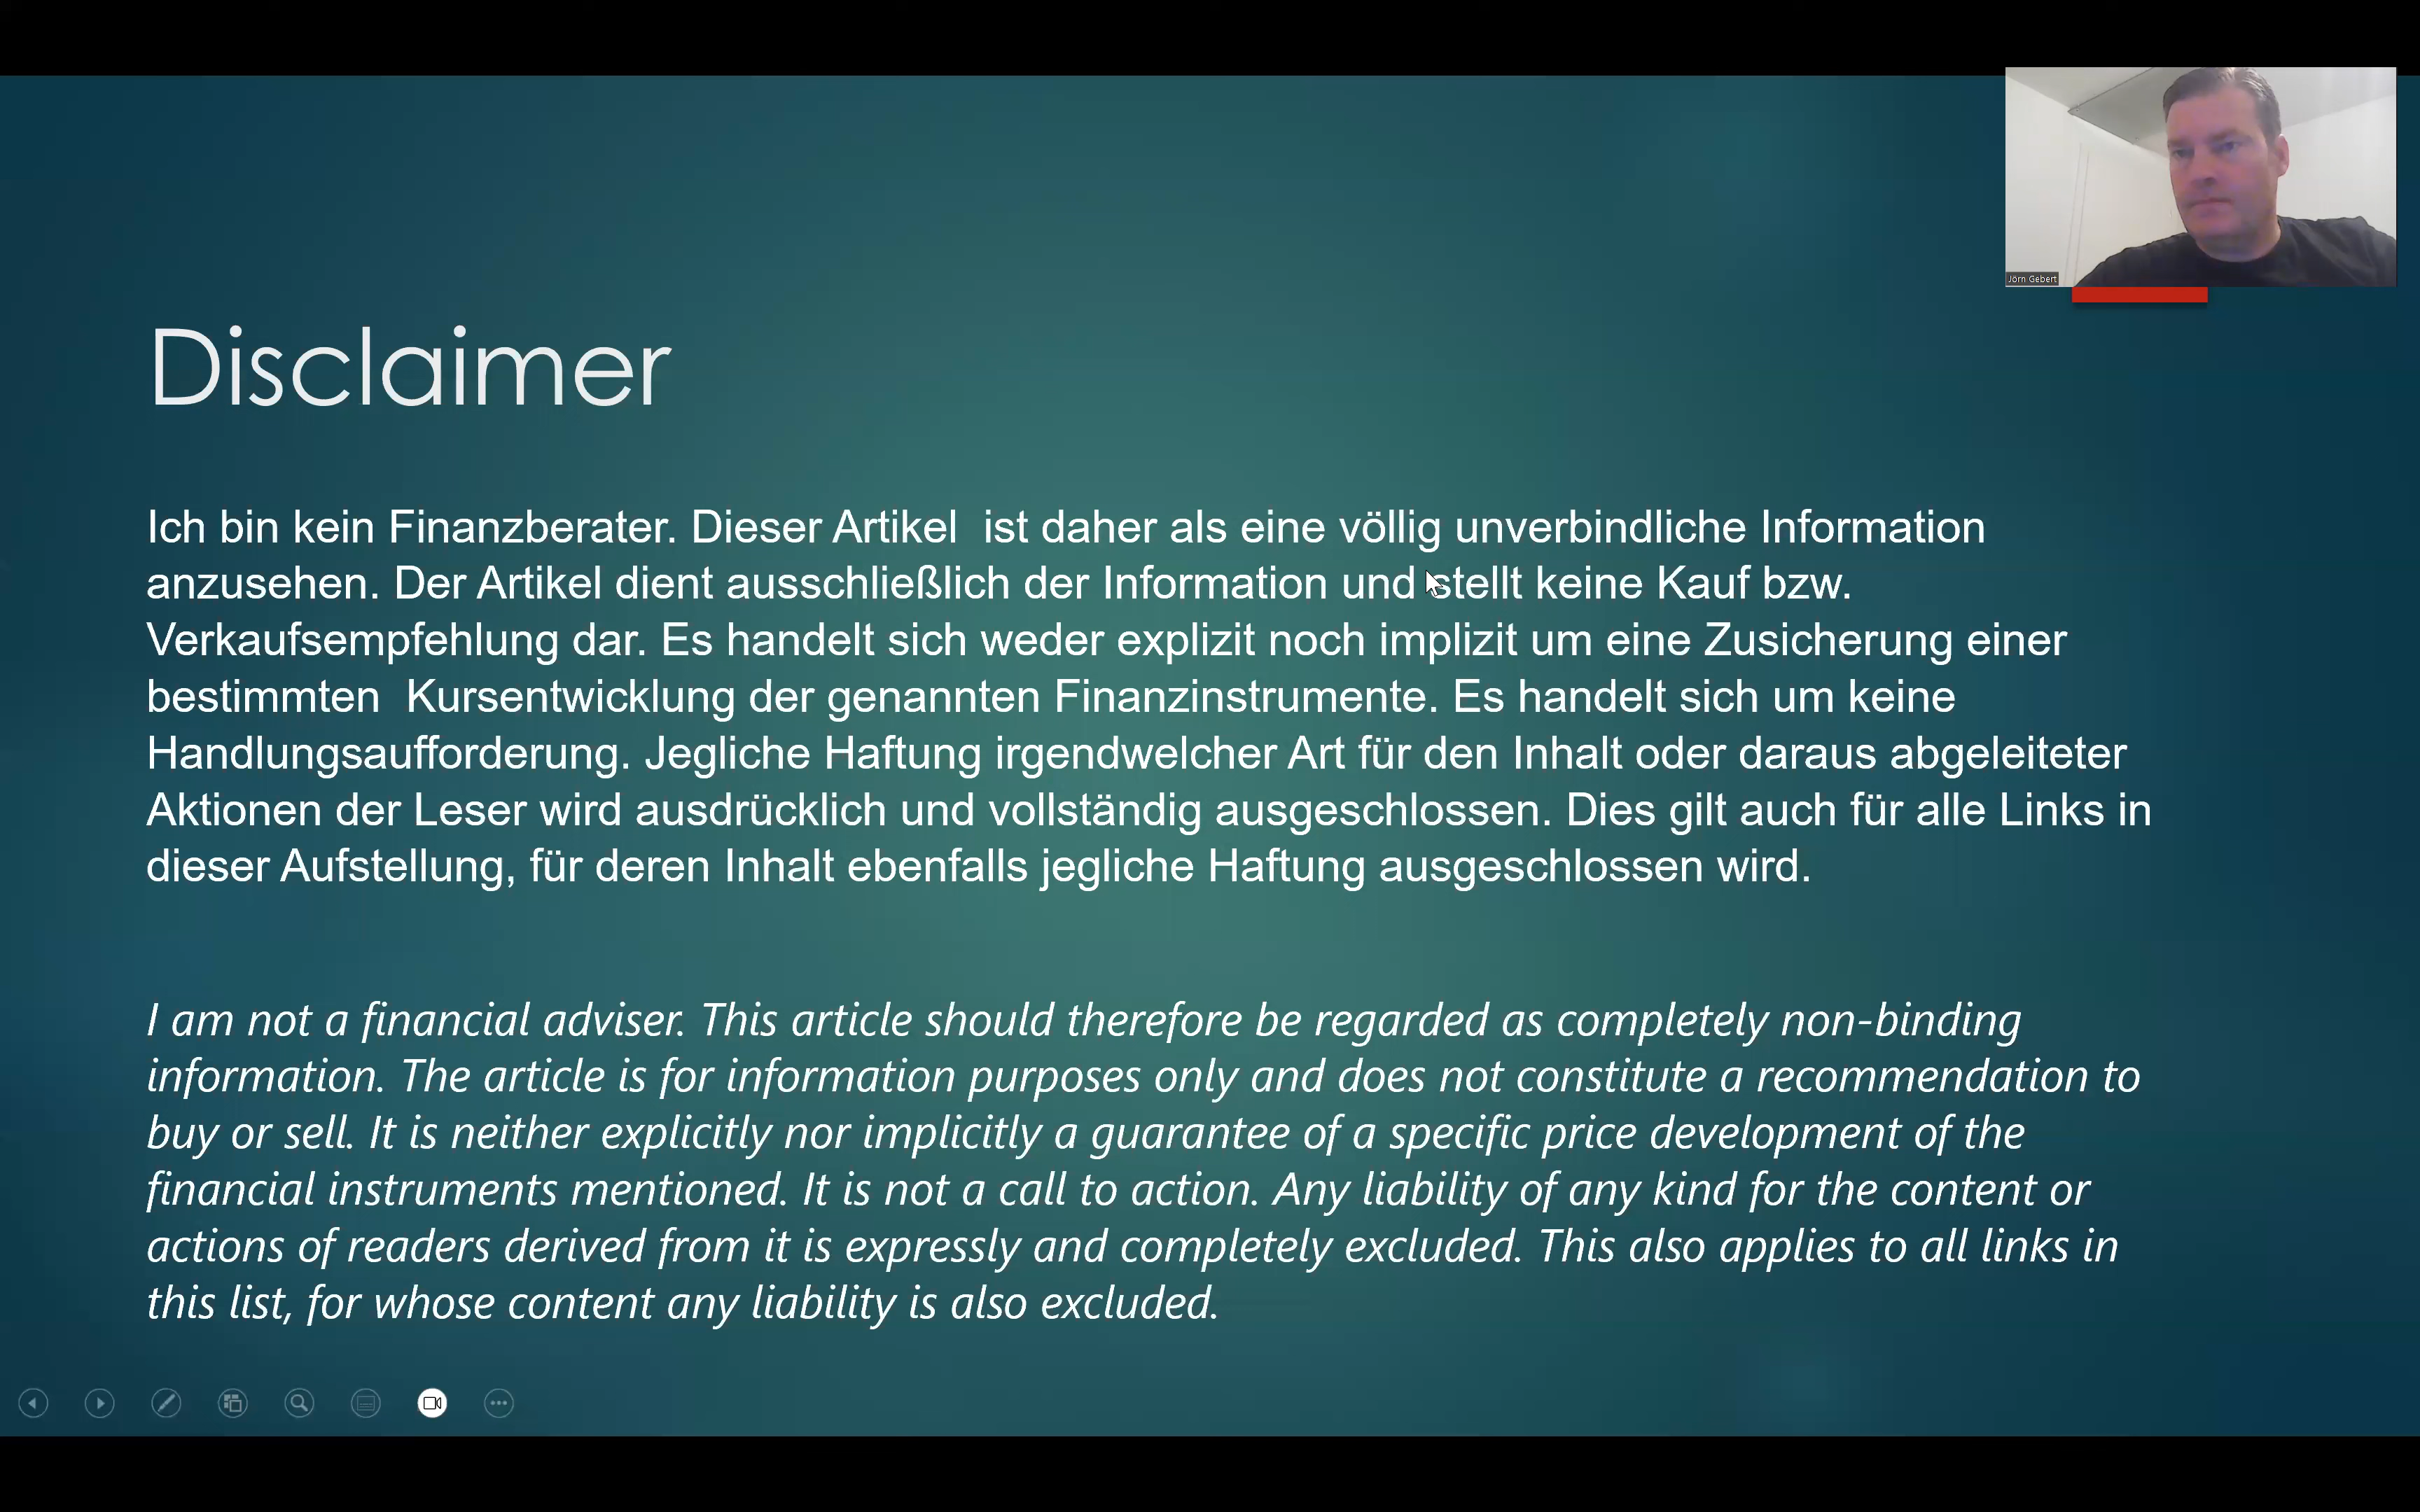 Jörn Gebert
Disclaimer
Ich bin kein Finanzberater. Dieser Artikel  ist daher als eine völlig unverbindliche Information
anzusehen. Der Artikel dient ausschließlich der Information und stellt keine Kauf bzw.
Verkaufsempfehlung dar. Es handelt sich weder explizit noch implizit um eine Zusicherung einer
bestimmten  Kursentwicklung der genannten Finanzinstrumente. Es handelt sich um keine
Handlungsaufforderung. Jegliche Haftung irgendwelcher Art für den Inhalt oder daraus abgeleiteter
Aktionen der Leser wird ausdrücklich und vollständig ausgeschlossen. Dies gilt auch für alle Links in
dieser Aufstellung, für deren Inhalt ebenfalls jegliche Haftung ausgeschlossen wird.
I am not a financial adviser. This article should therefore be regarded as completely non-binding
information. The article is for information purposes only and does not constitute a recommendation to
buy or sell. It is neither explicitly nor implicitly a guarantee of a specific price development of the
financial instruments mentioned. It is not a call to action. Any liability of any kind for the content or
actions of readers derived from it is expressly and completely excluded. This also applies to all links in
this list, for whose content any liability is also excluded.